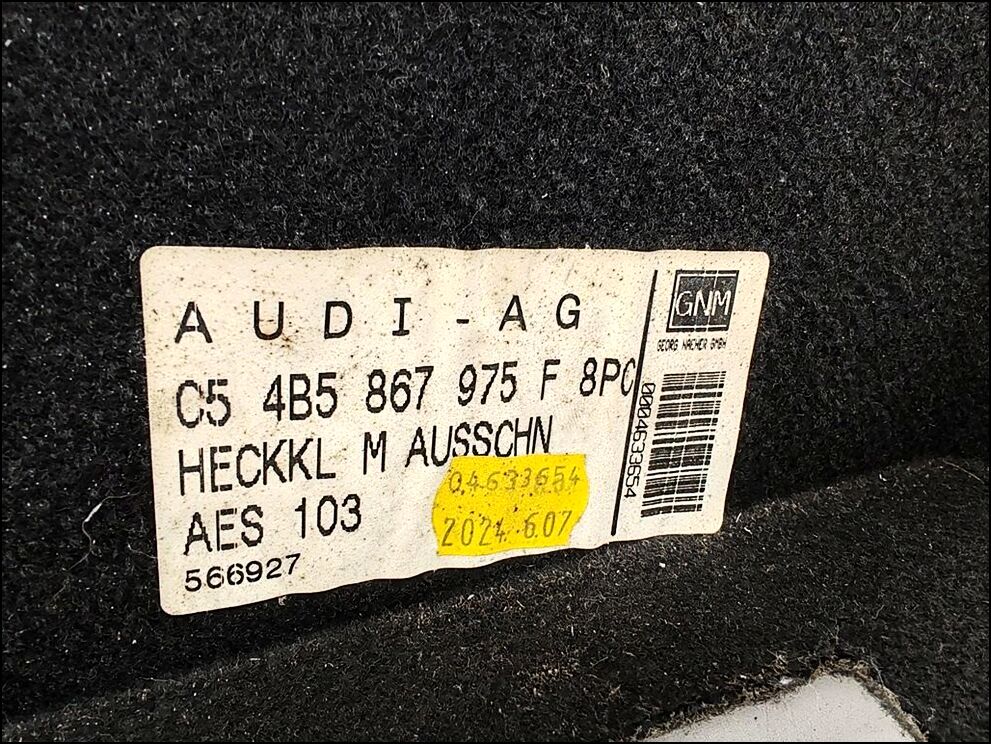 AUDI-AG
C5 4B5 867 975 F 8PC
HECKKL M AUSSCHN
AES 103
566927
04633654
2024.6.07
GNM
GEORG NACHER GMBH
0004633654